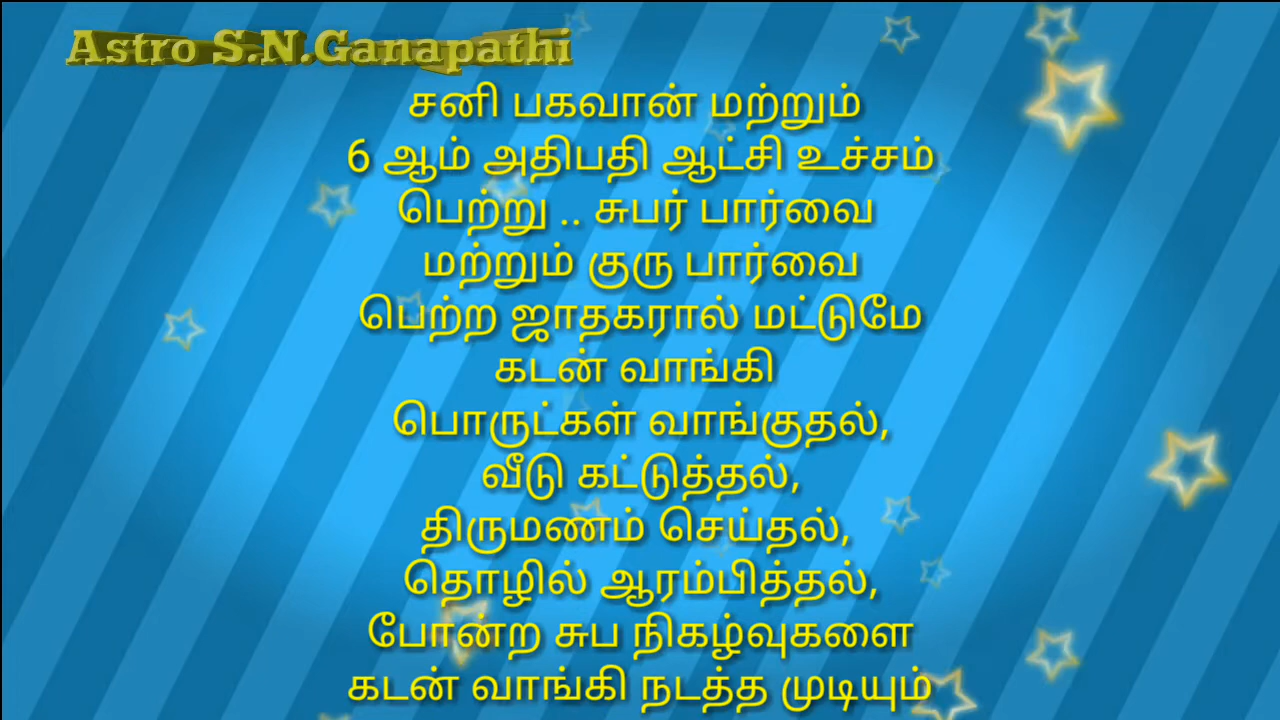 Astro S.N.Ganapathi
சனி பகவான் மற்றும்
6 ஆம் அதிபதி ஆட்சி உச்சம்
பெற்று .. சுபர் பார்வை
மற்றும் குரு பார்வை
பெற்ற ஜாதகரால் மட்டுமே
கடன் வாங்கி
பொருட்கள் வாங்குதல்,
வீடு கட்டுத்தல்,
திருமணம் செய்தல்,
தொழில் ஆரம்பித்தல்,
போன்ற சுப நிகழ்வுகளை
கடன் வாங்கி நடத்த முடியும்